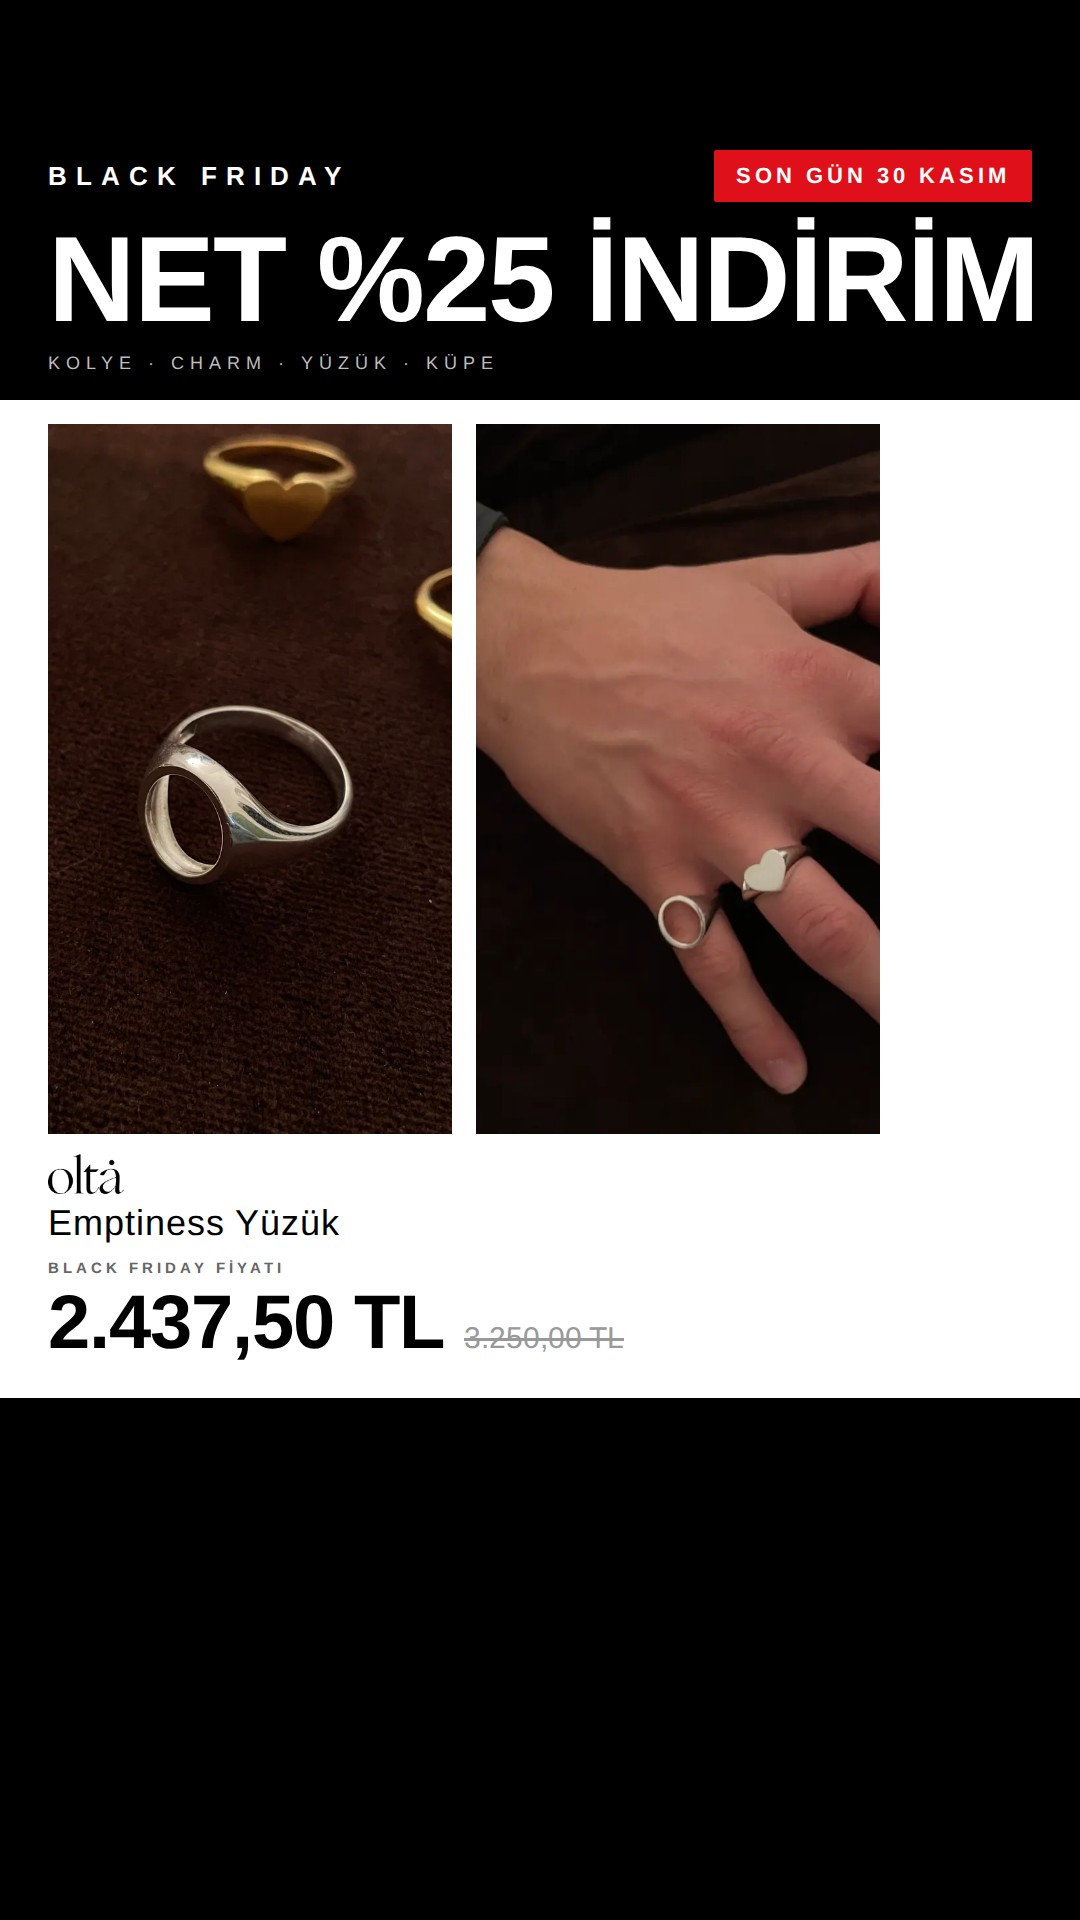 BLACK FRIDAY
SON GÜN 30 KASIM
NET %25 İNDİRİM
KOLYE · CHARM · YÜZÜK · KÜPE
oltȧ
Emptiness Yüzük
BLACK FRIDAY FİYATI
2.437,50 TL 3.250,00 TL